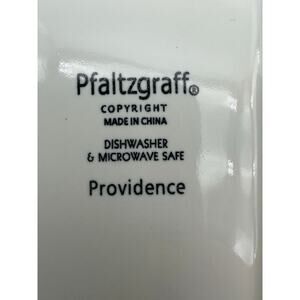 Pfaltzgraff®
COPYRIGHT
MADE IN CHINA
DISHWASHER
& MICROWAVE SAFE
Providence